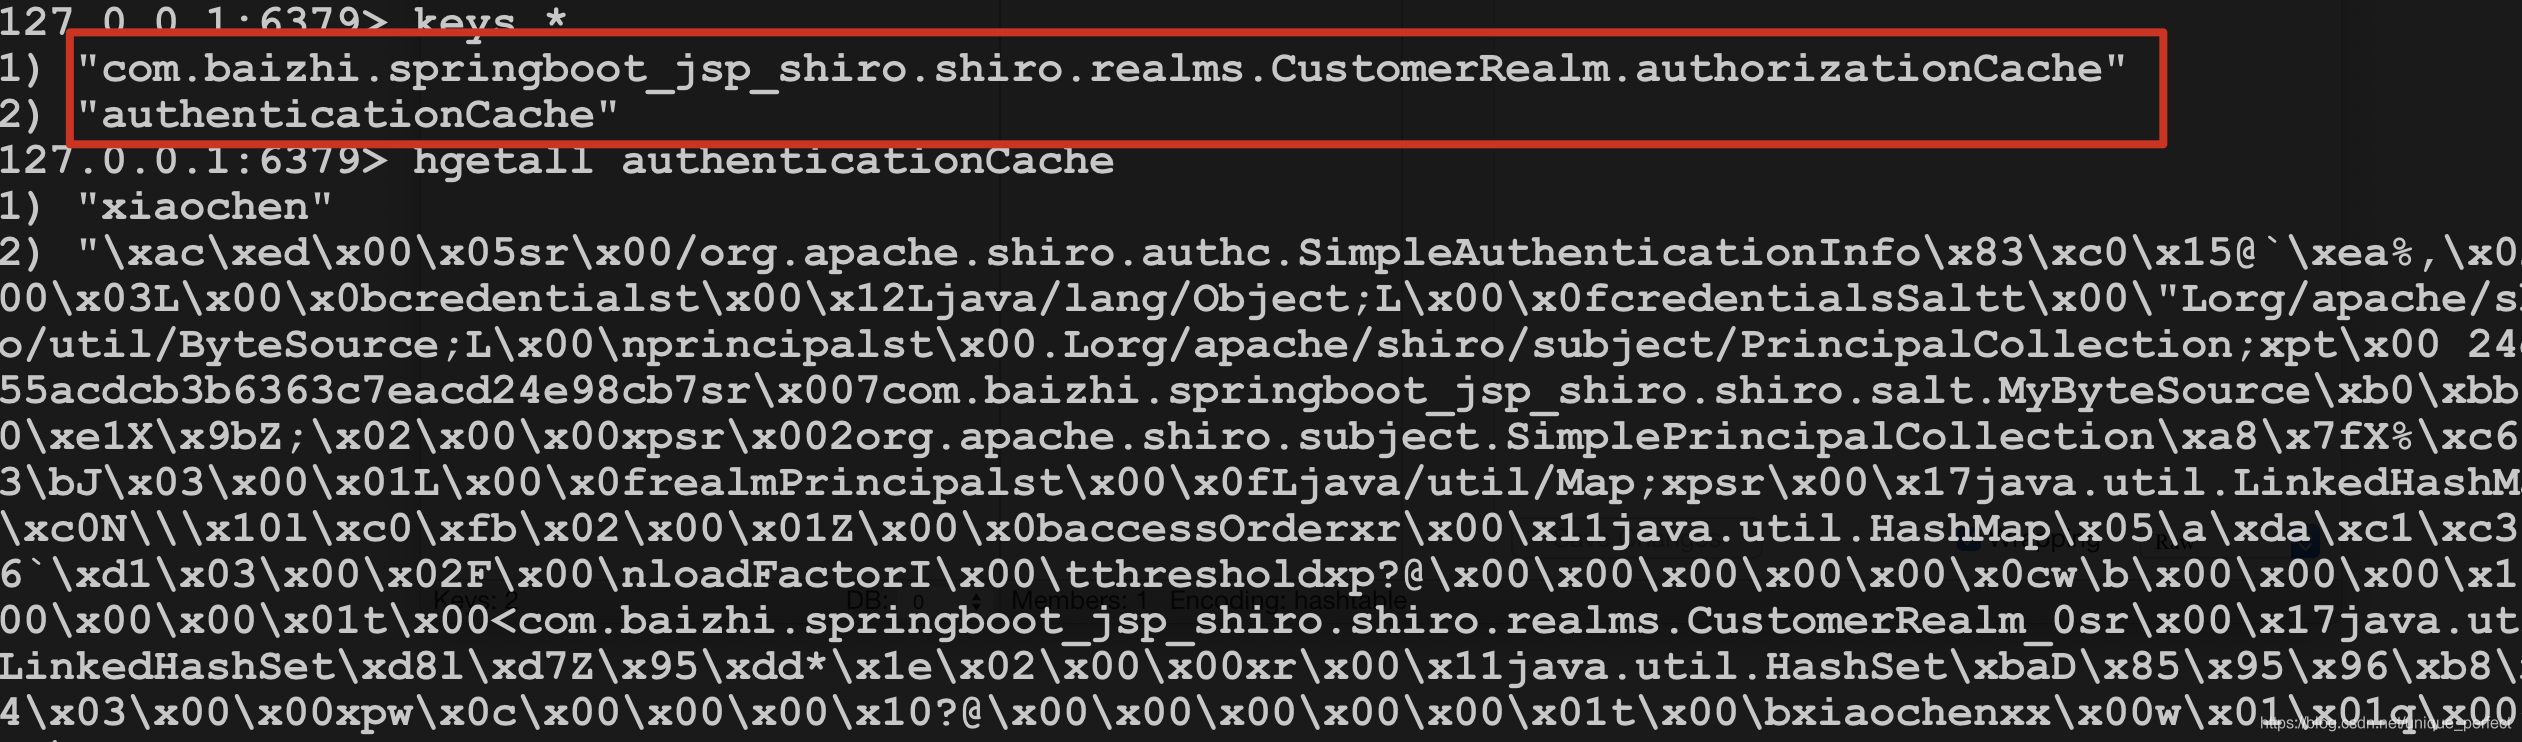 127.0.0.1:6379> keys *
1) "com.baizhi.springboot_jsp_shiro.shiro.realms.CustomerRealm.authorizationCache"
2) "authenticationCache"
127.0.0.1:6379> hgetall authenticationCache
1) "xiaochen"
2) "\xac\xed\x00\x05sr\x00/org.apache.shiro.authc.SimpleAuthenticationInfo\x83\xc0\x15@`\xea%,\x0
00\x03L\x00\x0bcredentialst\x00\x12Ljava/lang/Object;L\x00\x0fcredentialsSaltt\x00\"Lorg/apache/s
o/util/ByteSource;L\x00\nprincipalst\x00.Lorg/apache/shiro/subject/PrincipalCollection;xpt\x00 24
55acdcb3b6363c7eacd24e98cb7sr\x007com.baizhi.springboot_jsp_shiro.shiro.salt.MyByteSource\xb0\xbb
0\xe1X\x9bZ;\x02\x00\x00xpsr\x002org.apache.shiro.subject.SimplePrincipalCollection\xa8\x7fX%\xc6
3\bJ\x03\x00\x01L\x00\x0frealmPrincipalst\x00\x0fLjava/util/Map;xpsr\x00\x17java.util.LinkedHashM
\xc0N\\\x10l\xc0\xfb\x02\x00\x01Z\x00\x0baccessOrderxr\x00\x11java.util.HashMap\x05\a\xda\xc1\xc3
6`\xd1\x03\x00\x02F\x00\nloadFactorI\x00\tthresholdxp?@\x00\x00\x00\x00\x00\x0cw\b\x00\x00\x00\x1
Keys: 2 DB: 0 Members: 1 Encoding: hashtable
00\x00\x00\x01t\x00<com.baizhi.springboot_jsp_shiro.shiro.realms.CustomerRealm_0sr\x00\x17java.ut
LinkedHashSet\xd8l\xd7Z\x95\xdd*\x1e\x02\x00\x00xr\x00\x11java.util.HashSet\xbaD\x85\x95\x96\xb8\
4\x03\x00\x00xpw\x0c\x00\x00\x00\x10?@\x00\x00\x00\x00\x00\x01t\x00\bxiaochenxx\x00w\x01\x01q\x00
https://blog.csdn.net/unique_perfect